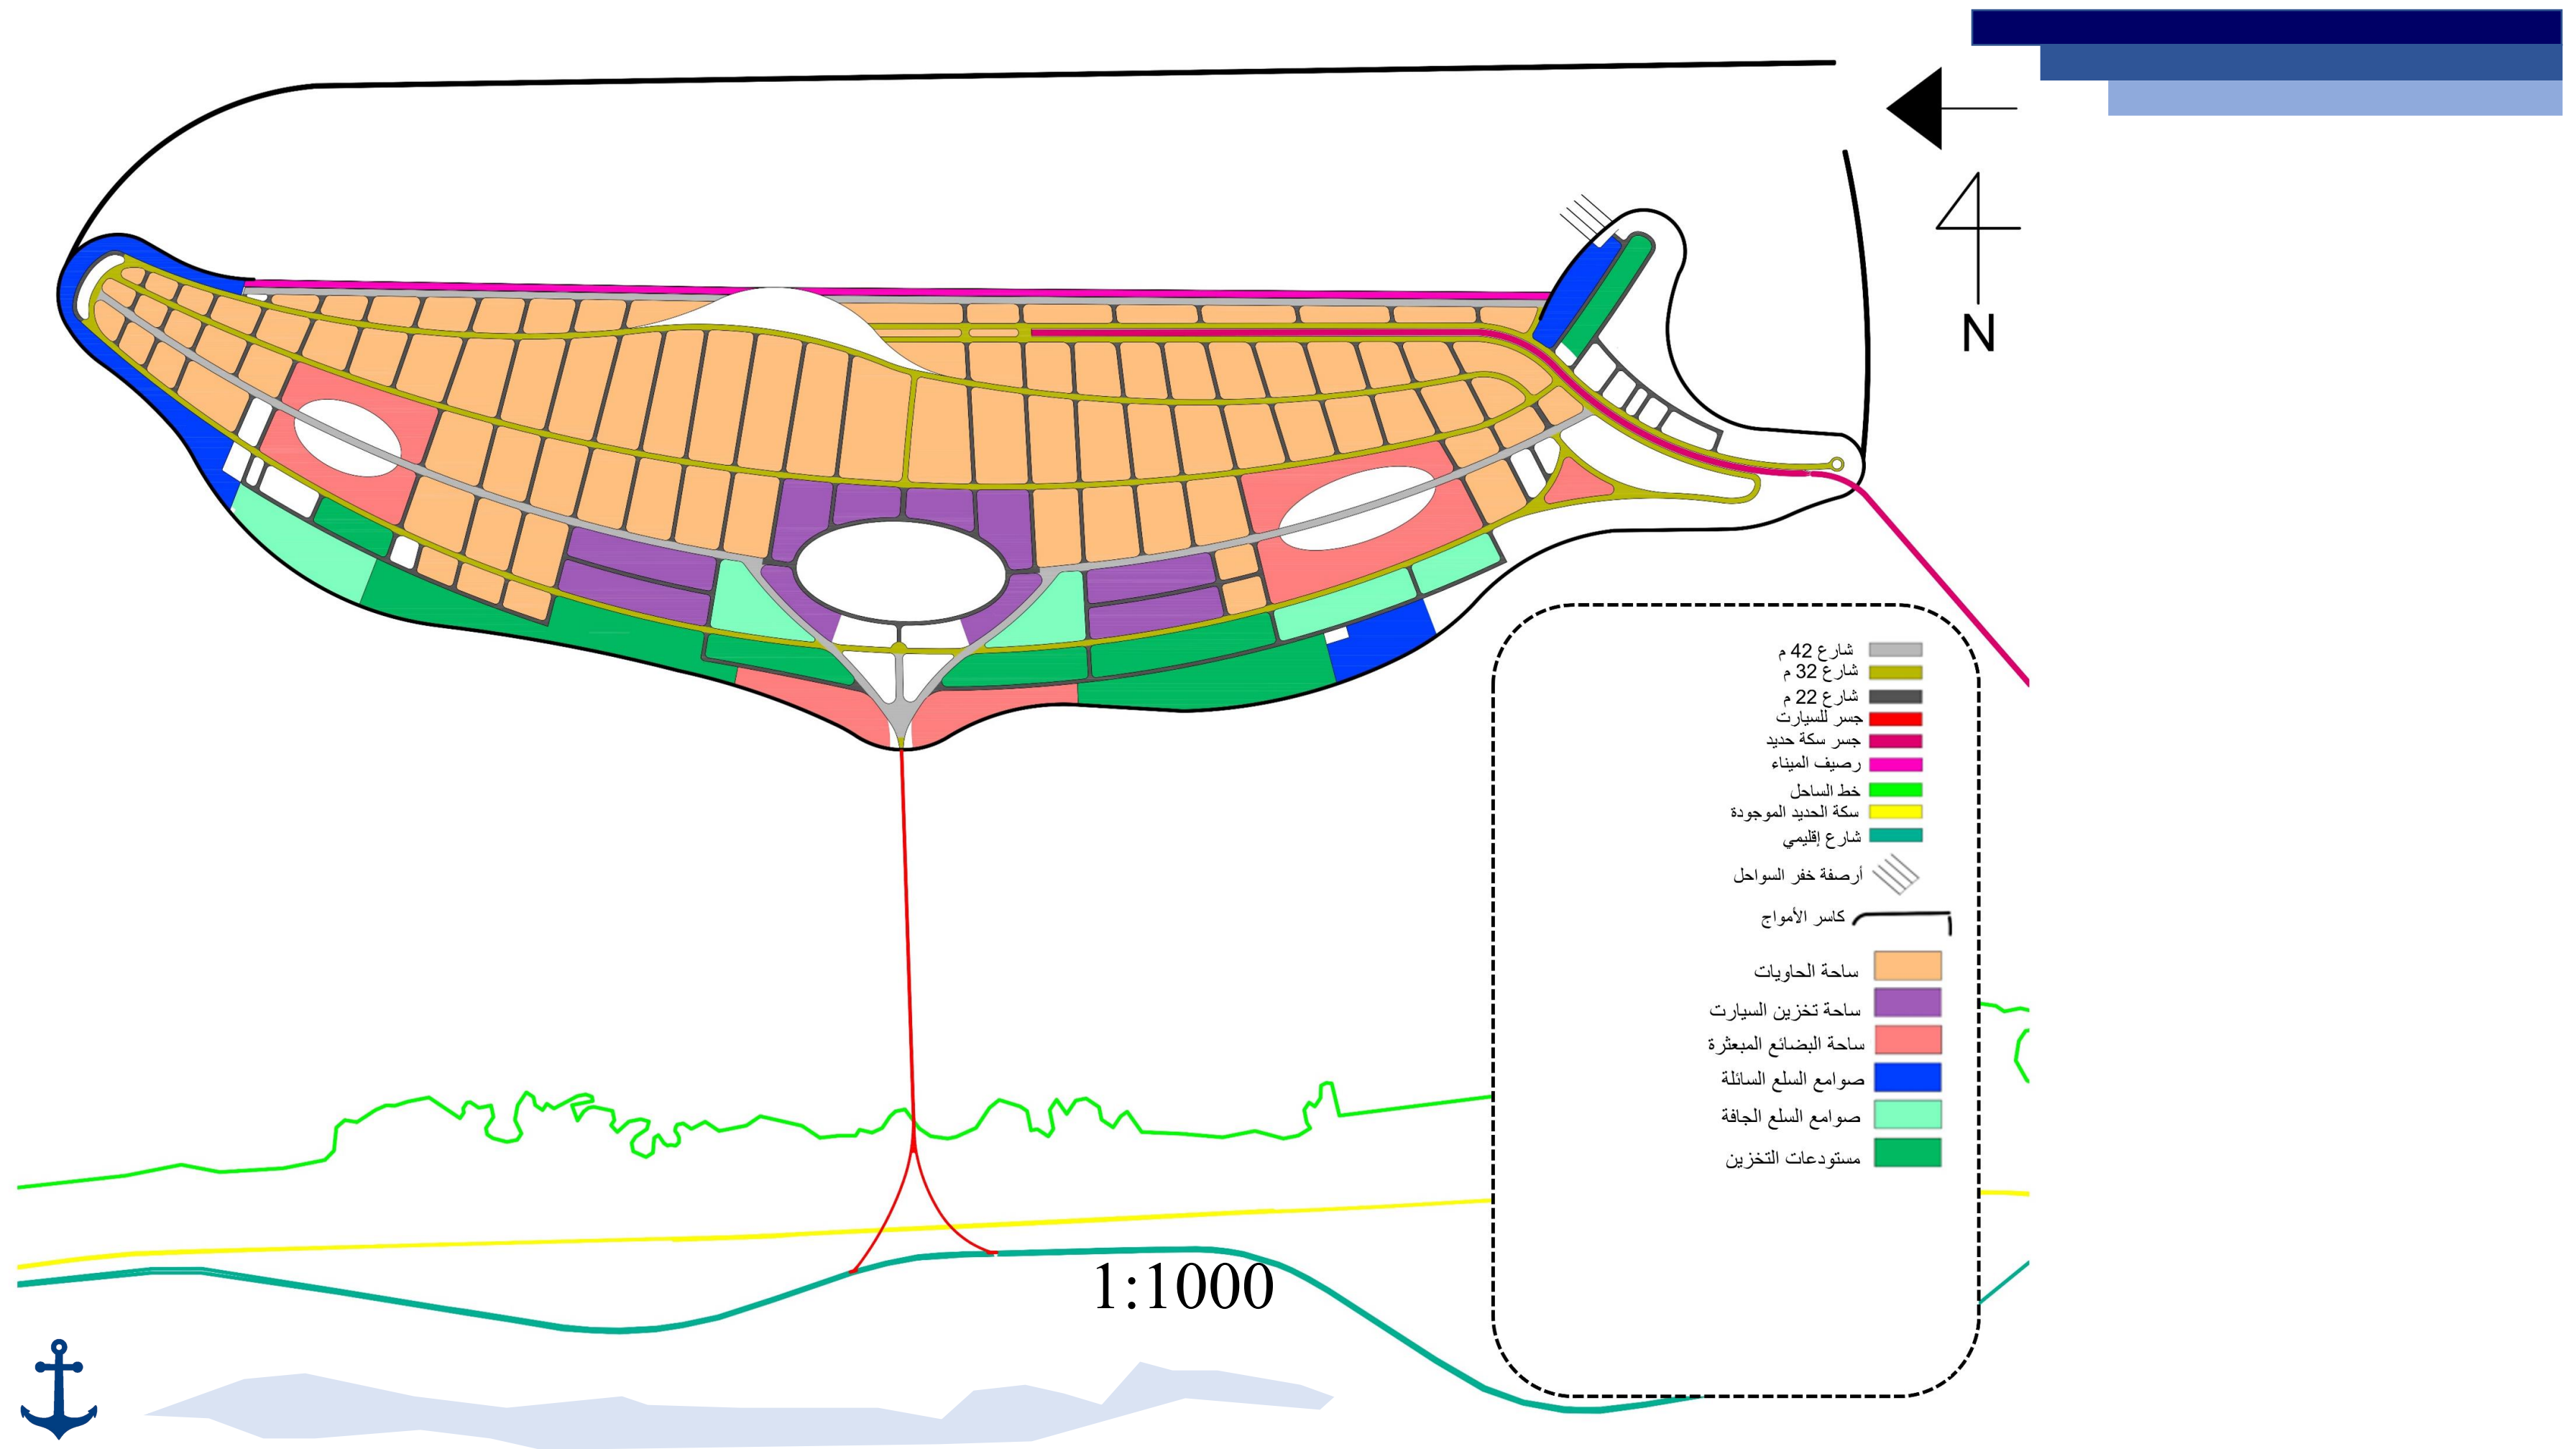 N
شارع 42 م
شارع 32 م
شارع 22 م
جسر للسيارت
جسر سكة حديد
رصيف الميناء
خط الساحل
سكة الحديد الموجودة
شارع إقليمي
أرصفة خفر السواحل
كاسر الأمواج
ساحة الحاويات
ساحة تخزين السيارت
ساحة البضائع المبعثرة
صوامع السلع السائلة
صوامع السلع الجافة
مستودعات التخزين
1:1000